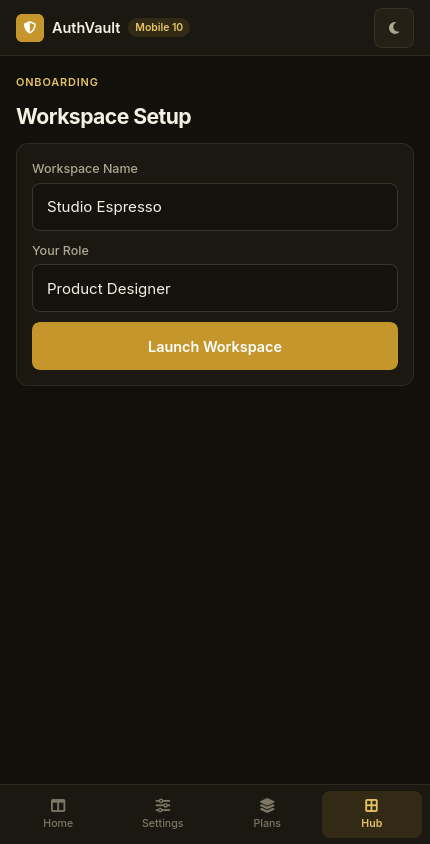 AuthVault Mobile 10
ONBOARDING
Workspace Setup
Workspace Name
Studio Espresso
Your Role
Product Designer
Launch Workspace
Home Settings Plans Hub